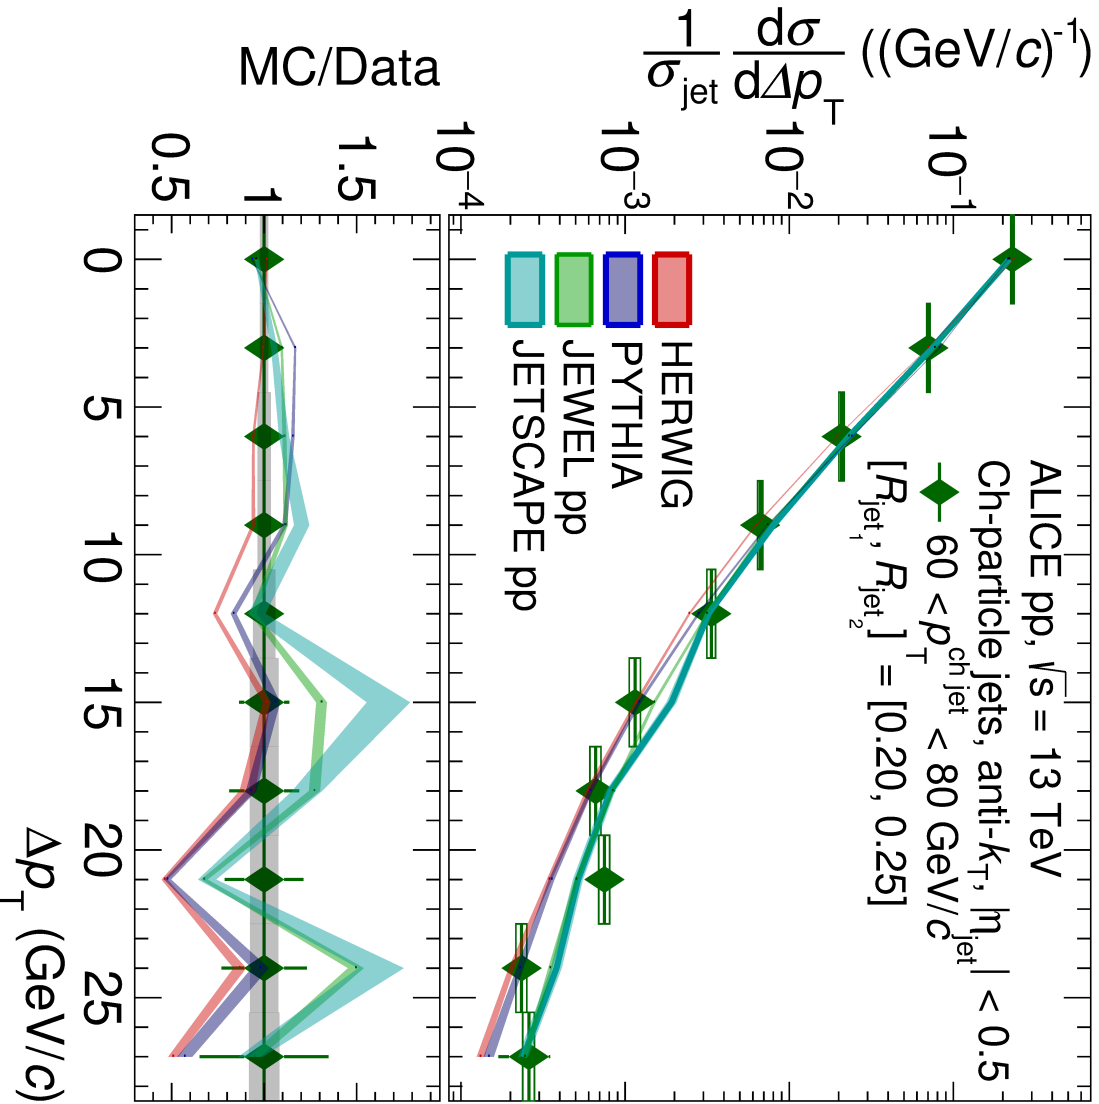 1/σjet dσ/dΔpT ((GeV/c)^-1)
10^-1
10^-2
10^-3
10^-4
ALICE pp, √s = 13 TeV
Ch-particle jets, anti-kT, |ηjet| < 0.5
60 < pT^ch jet < 80 GeV/c
[Rjet1, Rjet2] = [0.20, 0.25]
HERWIG
PYTHIA
JEWEL pp
JETSCAPE pp
MC/Data
1.5
1
0.5
0 5 10 15 20 25
ΔpT (GeV/c)